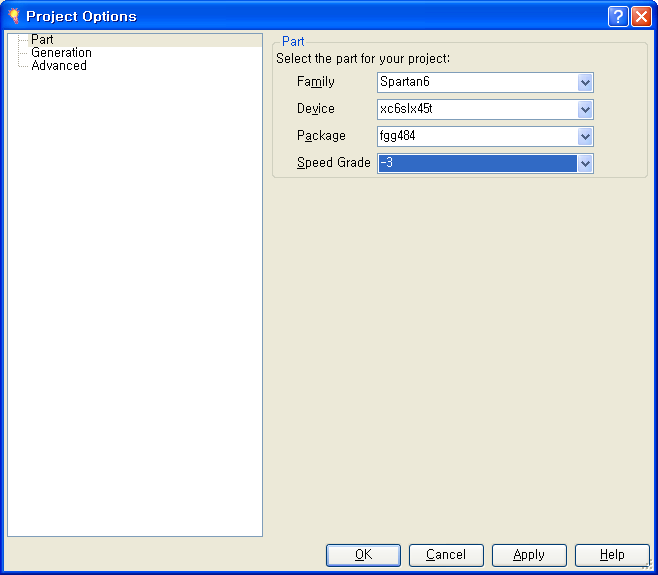 Project Options
Part
Generation
Advanced
Part
Select the part for your project:
Family Spartan6
Device xc6slx45t
Package fgg484
Speed Grade -3
OK Cancel Apply Help